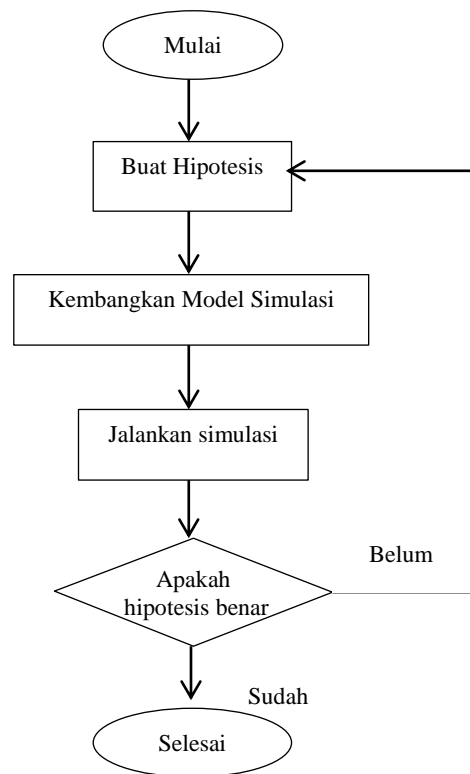 Mulai
Buat Hipotesis
Kembangkan Model Simulasi
Jalankan simulasi
Belum
Apakah
hipotesis benar
Sudah
Selesai